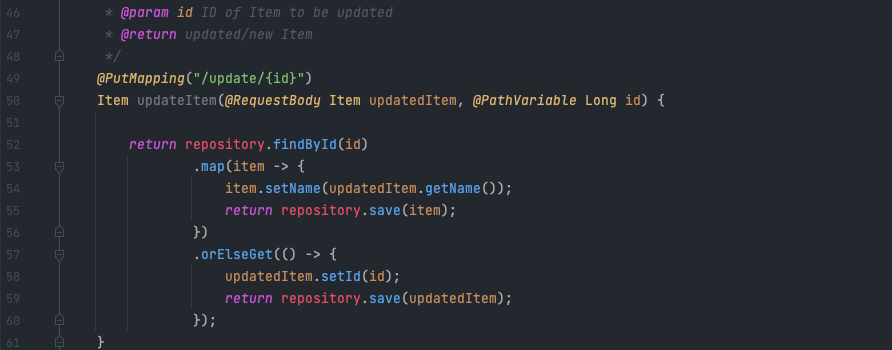 46 * @param id ID of Item to be updated
47 * @return updated/new Item
48 */
49 @PutMapping("/update/{id}")
50 Item updateItem(@RequestBody Item updatedItem, @PathVariable Long id) {
51
52 return repository.findById(id)
53 .map(item -> {
54 item.setName(updatedItem.getName());
55 return repository.save(item);
56 })
57 .orElseGet(() -> {
58 updatedItem.setId(id);
59 return repository.save(updatedItem);
60 });
61 }